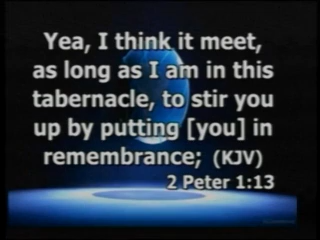 Yea, I think it meet,
as long as I am in this
tabernacle, to stir you
up by putting [you] in
remembrance; (KJV)
2 Peter 1:13